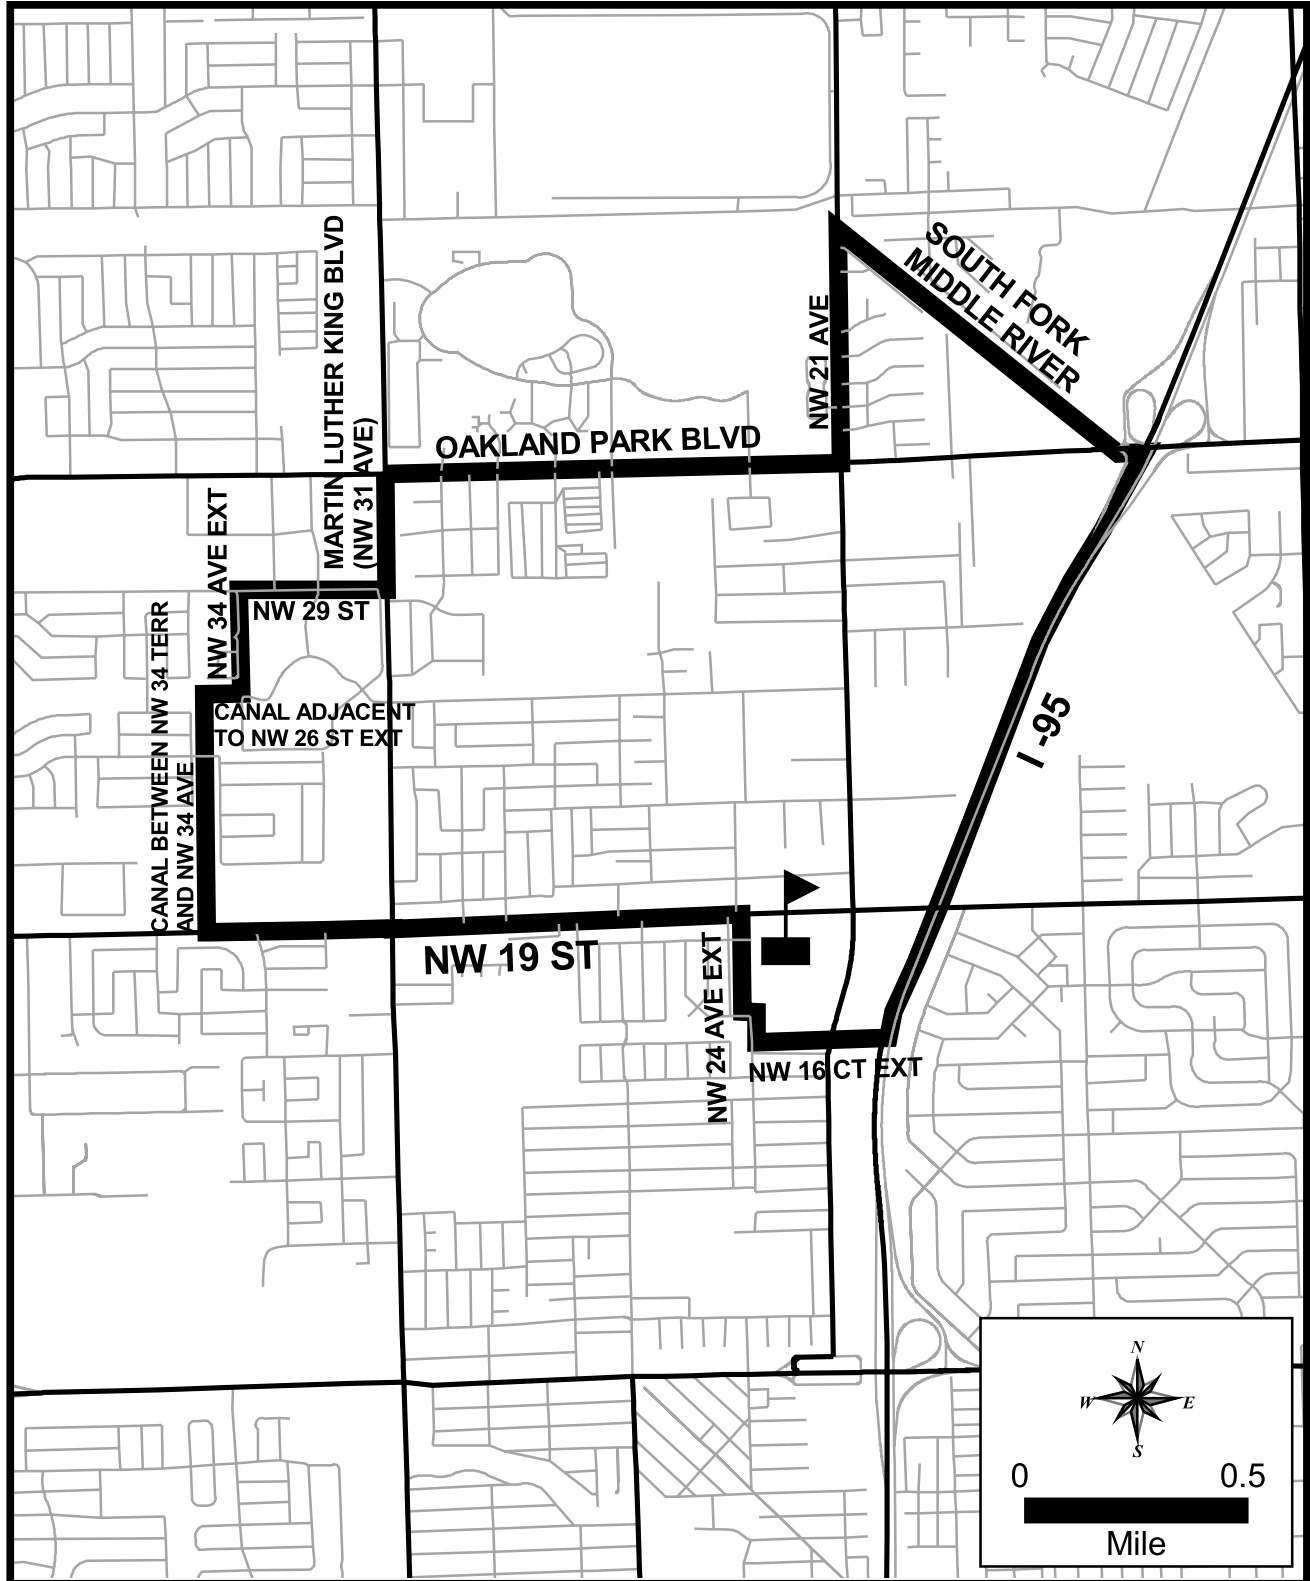 SOUTH FORK
MIDDLE RIVER
NW 21 AVE
MARTIN LUTHER KING BLVD
(NW 31 AVE)
OAKLAND PARK BLVD
NW 34 AVE EXT
NW 29 ST
CANAL BETWEEN NW 34 TERR
AND NW 34 AVE
CANAL ADJACENT
TO NW 26 ST EXT
I -95
NW 19 ST
NW 24 AVE EXT
NW 16 CT EXT
N
W
E
S
0
0.5
Mile